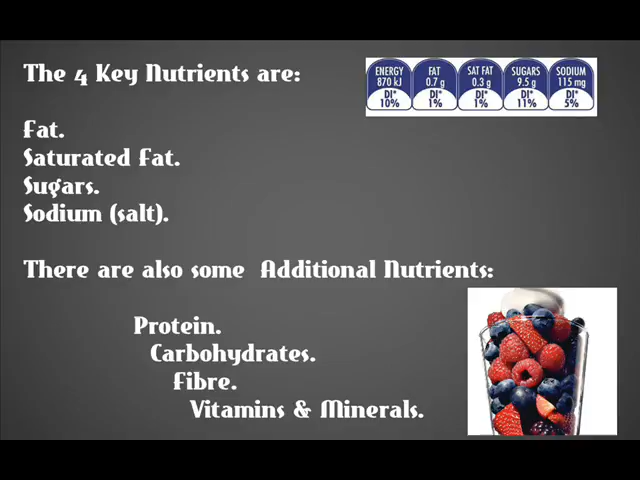 The 4 Key Nutrients are:
ENERGY FAT SAT FAT SUGARS SODIUM
870 kJ 0.7 g 0.3 g 9.5 g 115 mg
DI* DI* DI* DI* DI*
10% 1% 1% 11% 5%
Fat.
Saturated Fat.
Sugars.
Sodium (salt).
There are also some Additional Nutrients:
Protein.
Carbohydrates.
Fibre.
Vitamins & Minerals.